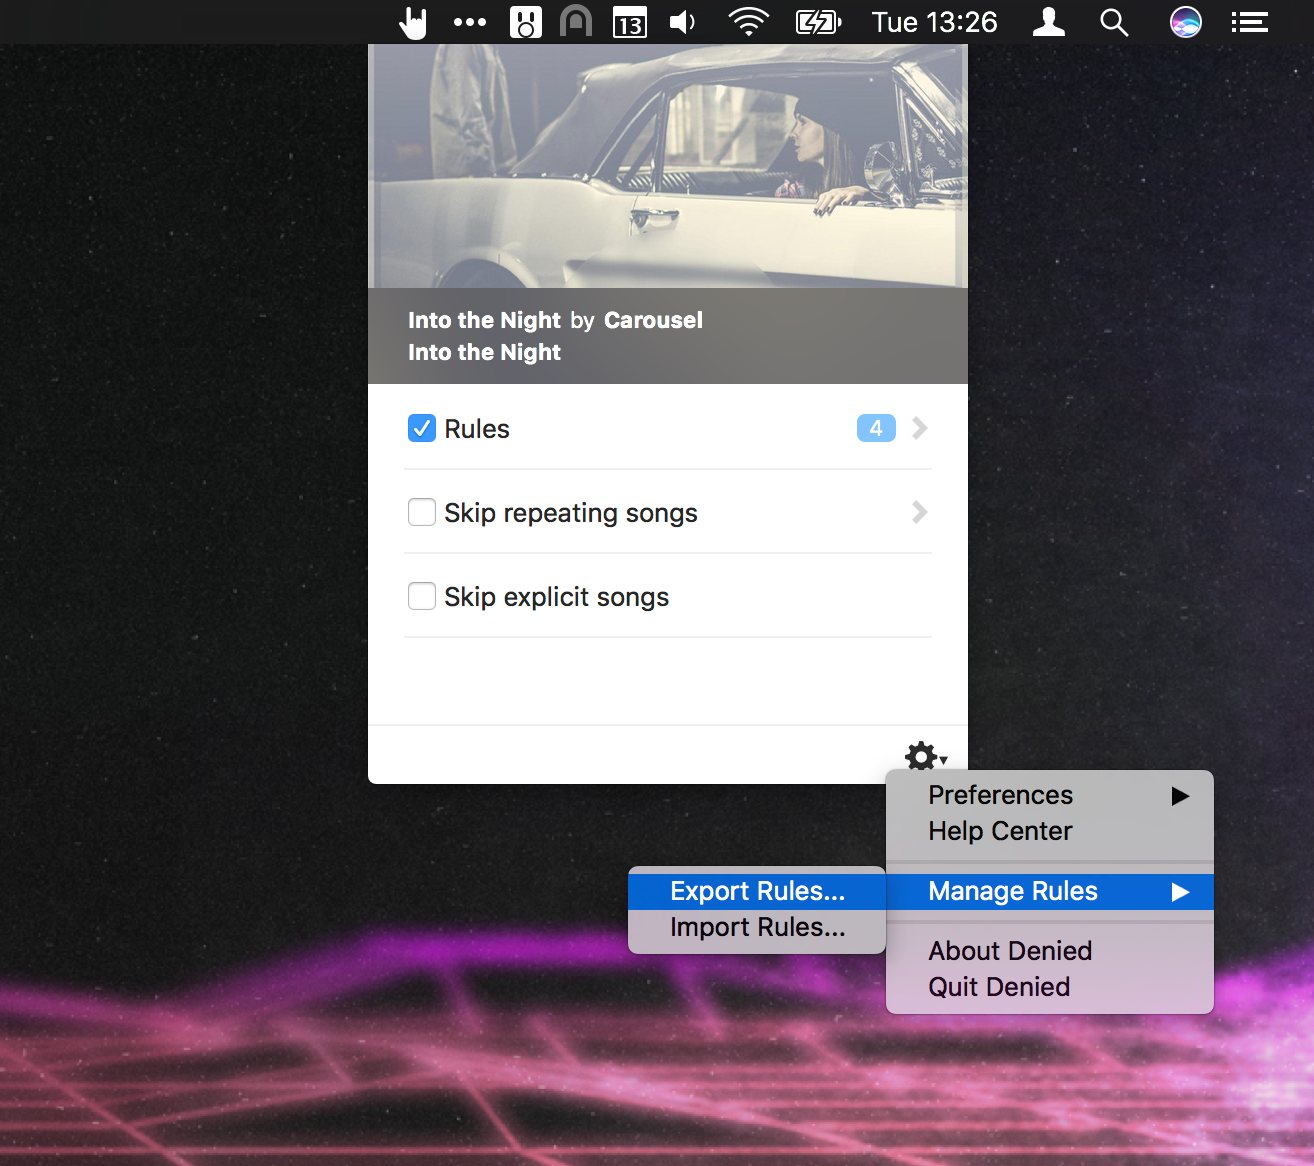 13
Tue 13:26
Into the Night by Carousel
Into the Night
Rules
4
Skip repeating songs
Skip explicit songs
Preferences
Help Center
Manage Rules
Export Rules...
Import Rules...
About Denied
Quit Denied